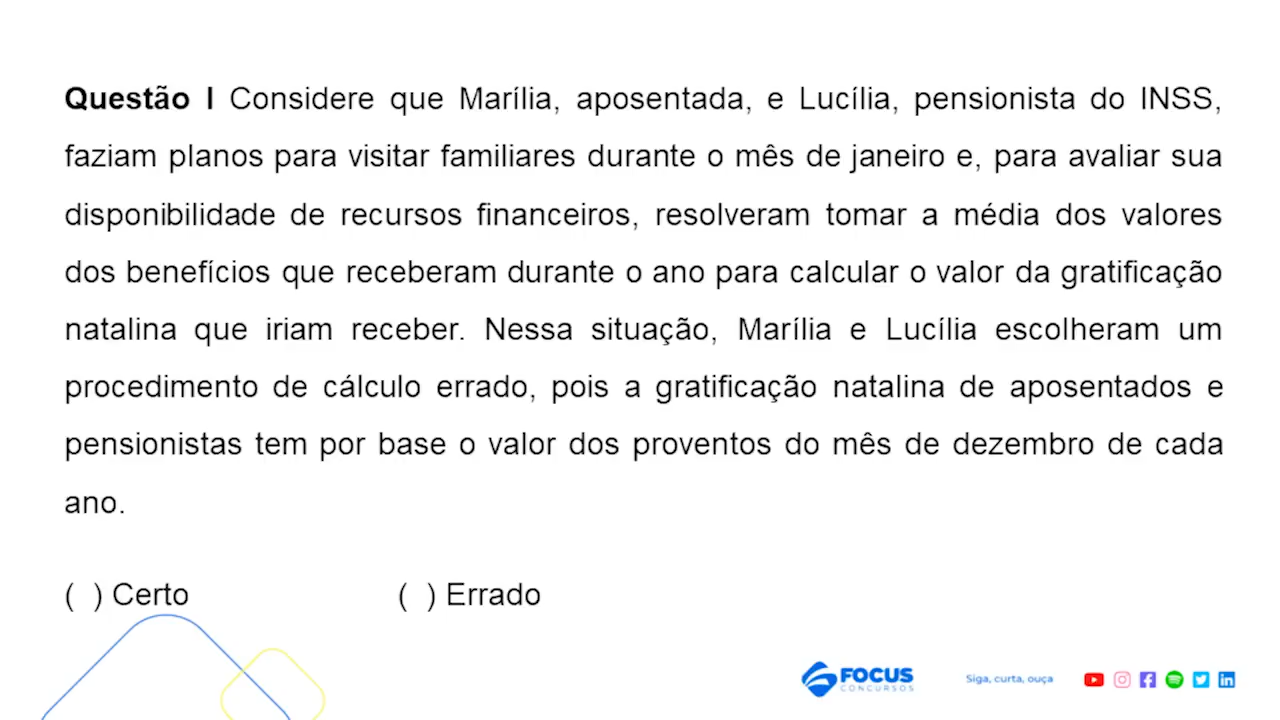 Questão I Considere que Marília, aposentada, e Lucília, pensionista do INSS,
faziam planos para visitar familiares durante o mês de janeiro e, para avaliar sua
disponibilidade de recursos financeiros, resolveram tomar a média dos valores
dos benefícios que receberam durante o ano para calcular o valor da gratificação
natalina que iriam receber. Nessa situação, Marília e Lucília escolheram um
procedimento de cálculo errado, pois a gratificação natalina de aposentados e
pensionistas tem por base o valor dos proventos do mês de dezembro de cada
ano.
( ) Certo ( ) Errado
FOCUS
CONCURSOS
Siga, curta, ouça